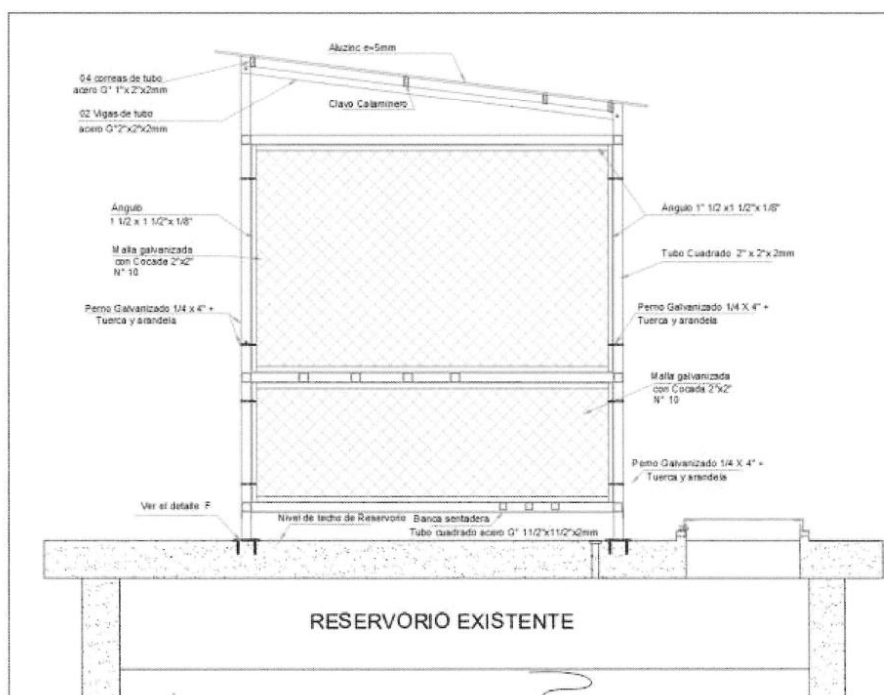 Aluzinc e=5mm
04 correas de tubo
acero G° 1"x 2"x2mm
Clavo Calaminero
02 Vigas de tubo
acero G°2"x2"x2mm
Angulo
1 1/2 x 1 1/2"x 1/8"
Angulo 1" 1/2 x1 1/2"x 1/8"
Malla galvanizada
con Cocada 2"x2"
N° 10
Tubo Cuadrado 2" x 2"x 2mm
Perno Galvanizado 1/4 x 4" +
Tuerca y arandela
Perno Galvanizado 1/4 X 4" +
Tuerca y arandela
Malla galvanizada
con Cocada 2"x2"
N° 10
Perno Galvanizado 1/4 X 4" +
Tuerca y arandela
Ver el detalle F
Nivel de techo de Reservorio
Banca sentadera
Tubo cuadrado acero G° 11/2"x11/2"x2mm
RESERVORIO EXISTENTE